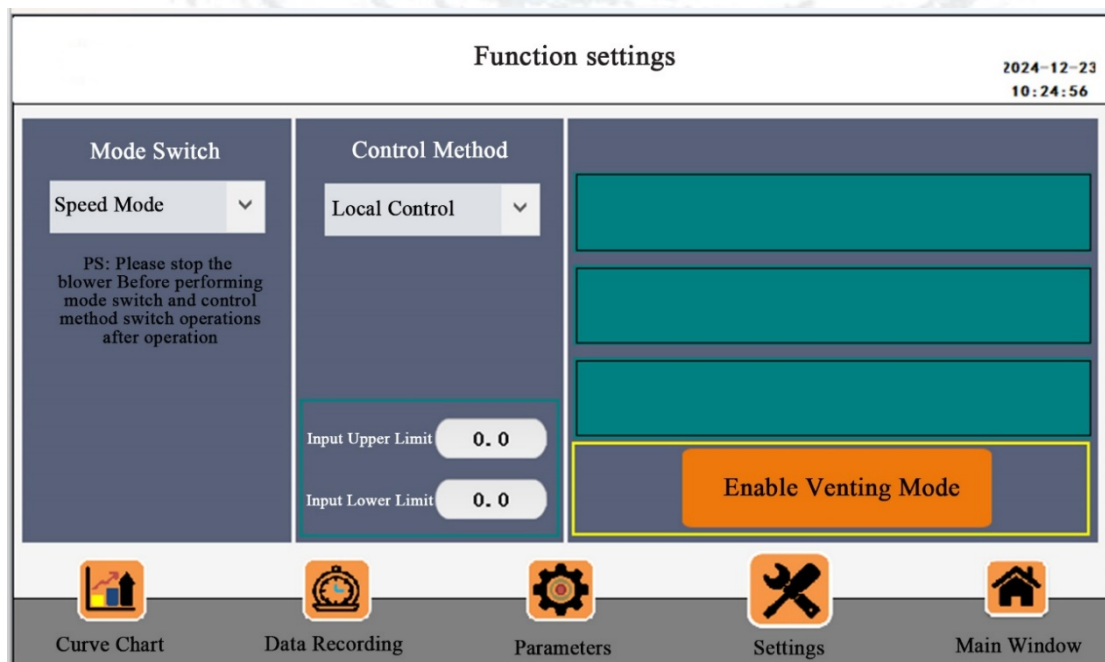 Function settings
2024-12-23
10:24:56
Mode Switch
Speed Mode
PS: Please stop the
blower Before performing
mode switch and control
method switch operations
after operation
Control Method
Local Control
Input Upper Limit 0.0
Input Lower Limit 0.0
Enable Venting Mode
Curve Chart
Data Recording
Parameters
Settings
Main Window